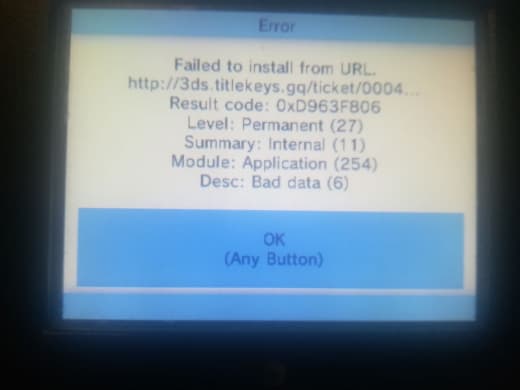 Error
Failed to install from URL.
http://3ds.titlekeys.gq/ticket/0004...
Result code: 0xD963F806
Level: Permanent (27)
Summary: Internal (11)
Module: Application (254)
Desc: Bad data (6)
OK
(Any Button)